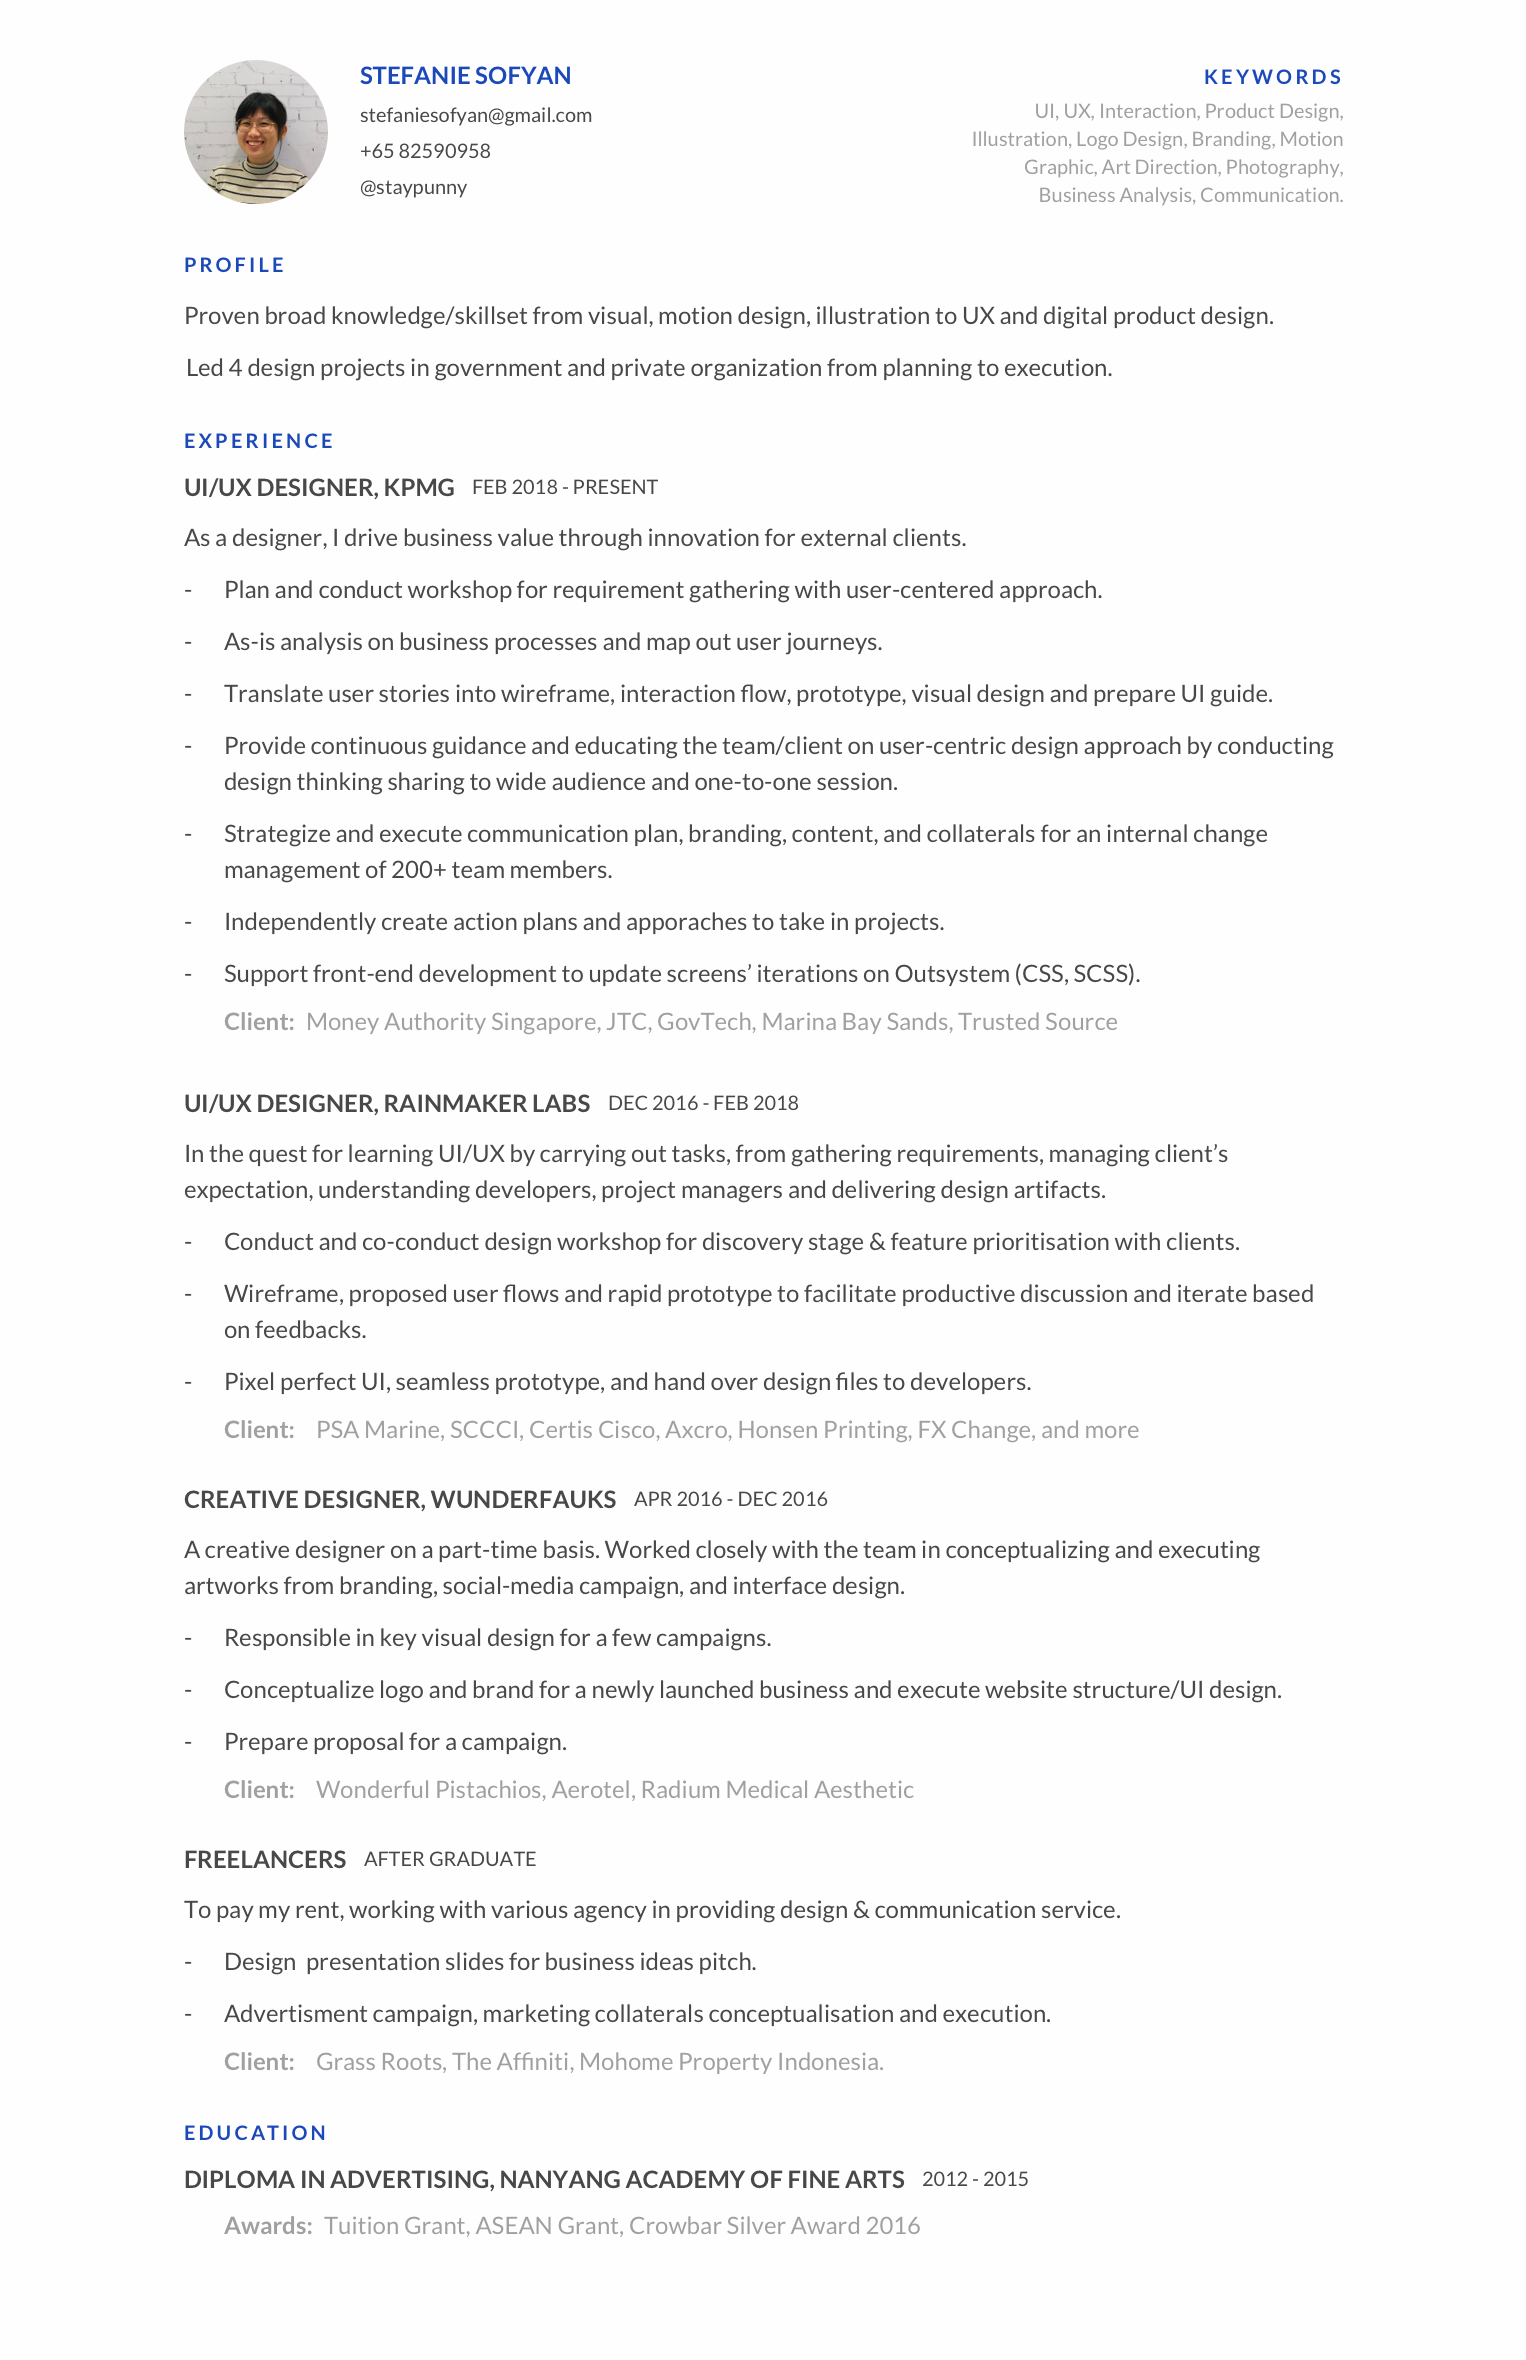 STEFANIE SOFYAN
stefaniesofyan@gmail.com
+65 82590958
@staypunny
KEYWORDS
UI, UX, Interaction, Product Design,
Illustration, Logo Design, Branding, Motion
Graphic, Art Direction, Photography,
Business Analysis, Communication.
PROFILE
Proven broad knowledge/skillset from visual, motion design, illustration to UX and digital product design.
Led 4 design projects in government and private organization from planning to execution.
EXPERIENCE
UI/UX DESIGNER, KPMG FEB 2018 - PRESENT
As a designer, I drive business value through innovation for external clients.
- Plan and conduct workshop for requirement gathering with user-centered approach.
- As-is analysis on business processes and map out user journeys.
- Translate user stories into wireframe, interaction flow, prototype, visual design and prepare UI guide.
- Provide continuous guidance and educating the team/client on user-centric design approach by conducting
design thinking sharing to wide audience and one-to-one session.
- Strategize and execute communication plan, branding, content, and collaterals for an internal change
management of 200+ team members.
- Independently create action plans and apporaches to take in projects.
- Support front-end development to update screens’ iterations on Outsystem (CSS, SCSS).
Client: Money Authority Singapore, JTC, GovTech, Marina Bay Sands, Trusted Source
UI/UX DESIGNER, RAINMAKER LABS DEC 2016 - FEB 2018
In the quest for learning UI/UX by carrying out tasks, from gathering requirements, managing client’s
expectation, understanding developers, project managers and delivering design artifacts.
- Conduct and co-conduct design workshop for discovery stage & feature prioritisation with clients.
- Wireframe, proposed user flows and rapid prototype to facilitate productive discussion and iterate based
on feedbacks.
- Pixel perfect UI, seamless prototype, and hand over design files to developers.
Client: PSA Marine, SCCCI, Certis Cisco, Axcro, Honsen Printing, FX Change, and more
CREATIVE DESIGNER, WUNDERFAUKS APR 2016 - DEC 2016
A creative designer on a part-time basis. Worked closely with the team in conceptualizing and executing
artworks from branding, social-media campaign, and interface design.
- Responsible in key visual design for a few campaigns.
- Conceptualize logo and brand for a newly launched business and execute website structure/UI design.
- Prepare proposal for a campaign.
Client: Wonderful Pistachios, Aerotel, Radium Medical Aesthetic
FREELANCERS AFTER GRADUATE
To pay my rent, working with various agency in providing design & communication service.
- Design presentation slides for business ideas pitch.
- Advertisment campaign, marketing collaterals conceptualisation and execution.
Client: Grass Roots, The Affiniti, Mohome Property Indonesia.
EDUCATION
DIPLOMA IN ADVERTISING, NANYANG ACADEMY OF FINE ARTS 2012 - 2015
Awards: Tuition Grant, ASEAN Grant, Crowbar Silver Award 2016